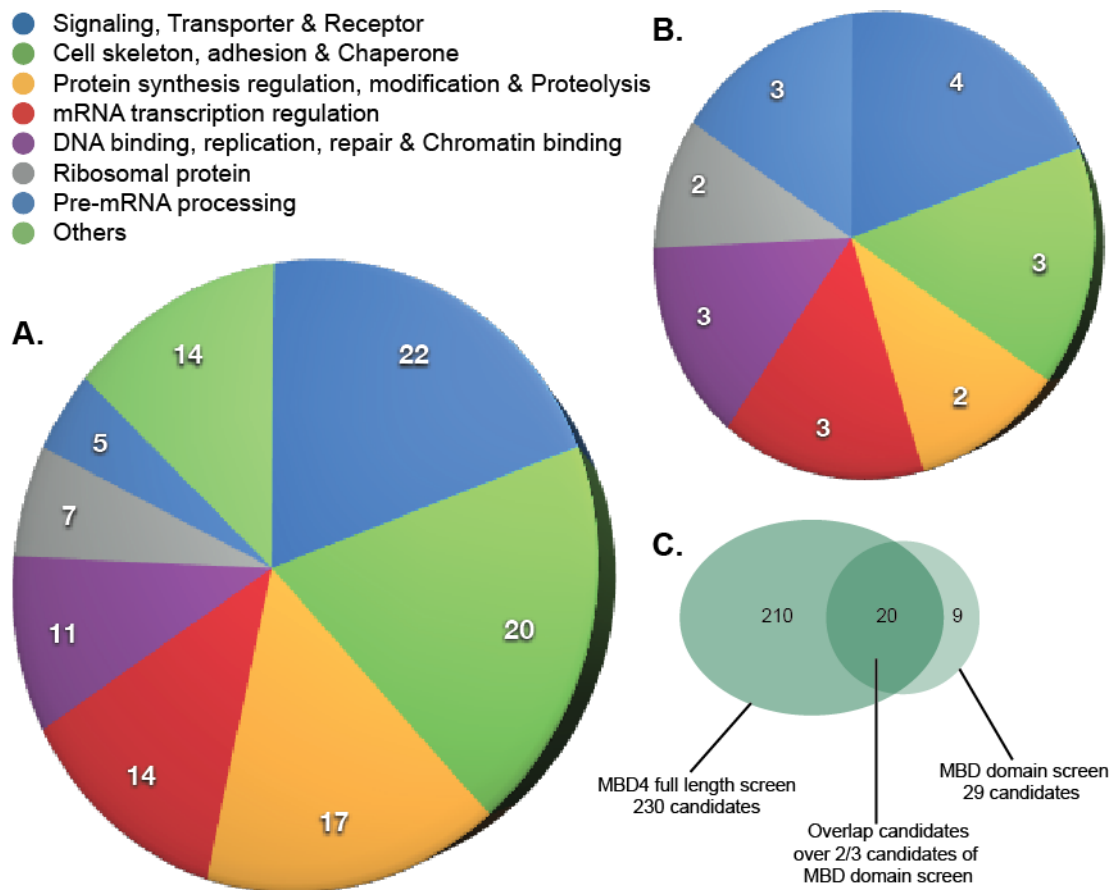 Signaling, Transporter & Receptor
Cell skeleton, adhesion & Chaperone
Protein synthesis regulation, modification & Proteolysis
mRNA transcription regulation
DNA binding, replication, repair & Chromatin binding
Ribosomal protein
Pre-mRNA processing
Others
A.
22
20
17
14
11
7
5
14
B.
4
3
2
3
3
2
3
C.
210
20
9
MBD4 full length screen
230 candidates
Overlap candidates
over 2/3 candidates of
MBD domain screen
MBD domain screen
29 candidates